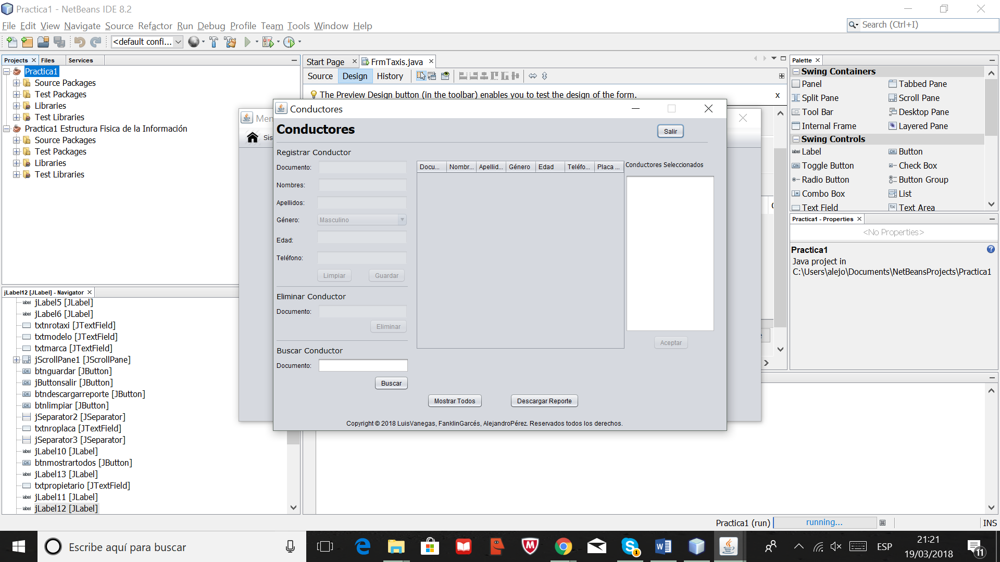 Practica1 - NetBeans IDE 8.2
File Edit View Navigate Source Refactor Run Debug Profile Team Tools Window Help
Search (Ctrl+I)
<default confi...
Projects Files Services
Practica1
Source Packages
Test Packages
Libraries
Test Libraries
Practica1 Estructura Fisica de la Información
Source Packages
Test Packages
Libraries
Test Libraries
jLabel12 [JLabel] - Navigator
jLabel5 [JLabel]
jLabel6 [JLabel]
txtnrotaxi [JTextField]
txtmodelo [JTextField]
txtmarca [JTextField]
jScrollPane1 [JScrollPane]
btnguardar [JButton]
jButtonsalir [JButton]
btndescargarreporte [JButton]
btnlimpiar [JButton]
jSeparator2 [JSeparator]
txtnroplaca [JTextField]
jSeparator3 [JSeparator]
jLabel10 [JLabel]
btnmostrartodos [JButton]
jLabel13 [JLabel]
txtpropietario [JTextField]
jLabel11 [JLabel]
jLabel12 [JLabel]
Start Page FrmTaxis.java
Source Design History
The Preview Design button (in the toolbar) enables you to test the design of the form. x
Men
Sis
Conductores
Conductores
Salir
Registrar Conductor
Documento:
Nombres:
Apellidos:
Género: Masculino
Edad:
Teléfono:
Limpiar Guardar
Eliminar Conductor
Documento:
Eliminar
Buscar Conductor
Documento:
Buscar
Docu... Nombr... Apellid... Género Edad Teléfo... Placa ...
Conductores Seleccionados
Aceptar
Mostrar Todos Descargar Reporte
Copyright © 2018 LuisVanegas, FanklinGarcés, AlejandroPérez. Reservados todos los derechos.
Palette
Swing Containers
Panel Tabbed Pane
Split Pane Scroll Pane
Tool Bar Desktop Pane
Internal Frame Layered Pane
Swing Controls
Label Button
Toggle Button Check Box
Radio Button Button Group
Combo Box List
Text Field Text Area
Practica1 - Properties
<No Properties>
Practica1
Java project in
C:\Users\alejo\Documents\NetBeansProjects\Practica1
Practica1 (run) running... INS
Escribe aquí para buscar
ESP
21:21
19/03/2018
11